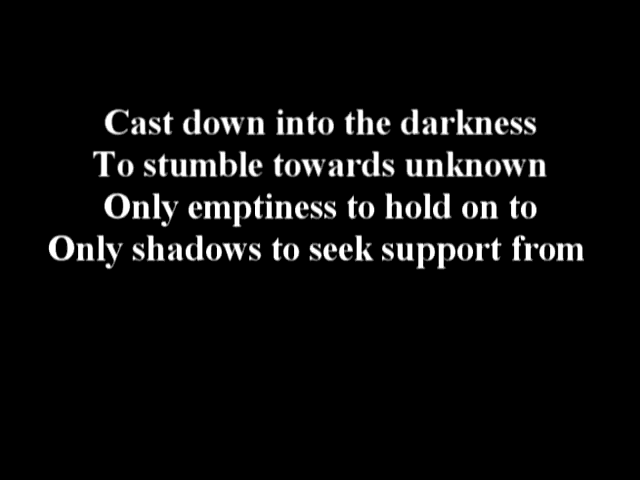 Cast down into the darkness
To stumble towards unknown
Only emptiness to hold on to
Only shadows to seek support from